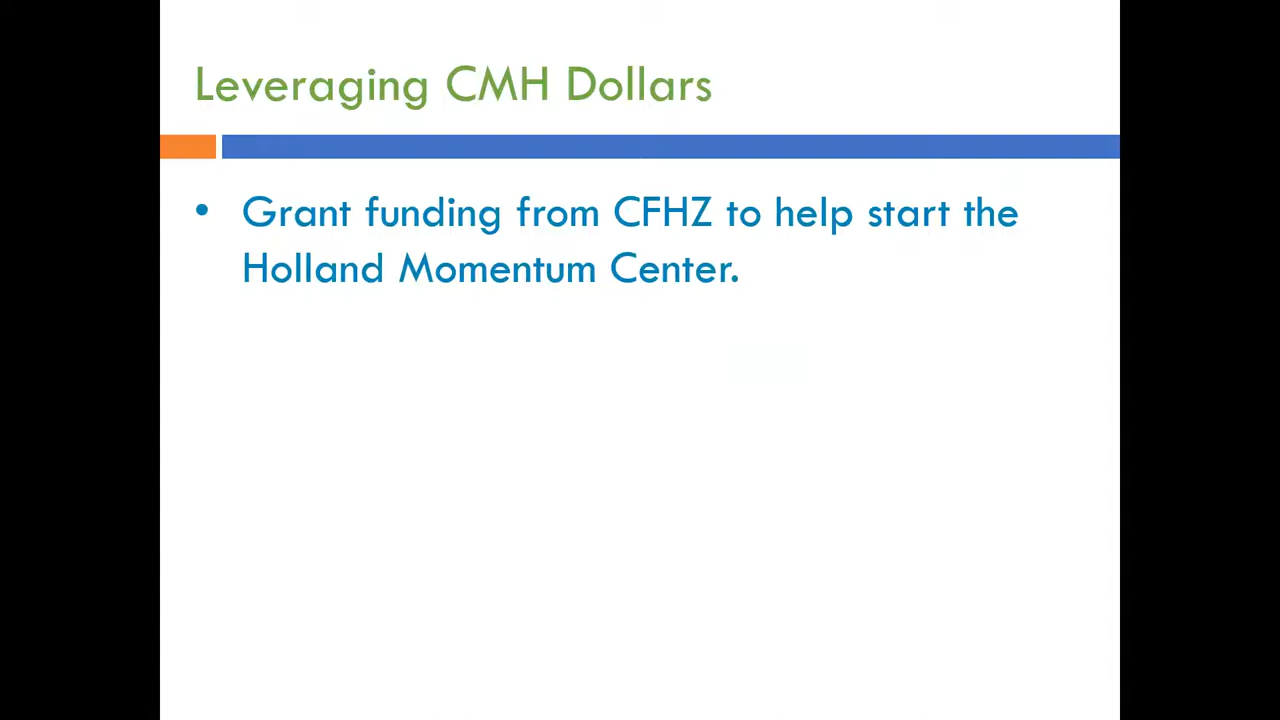 Leveraging CMH Dollars
• Grant funding from CFHZ to help start the
Holland Momentum Center.